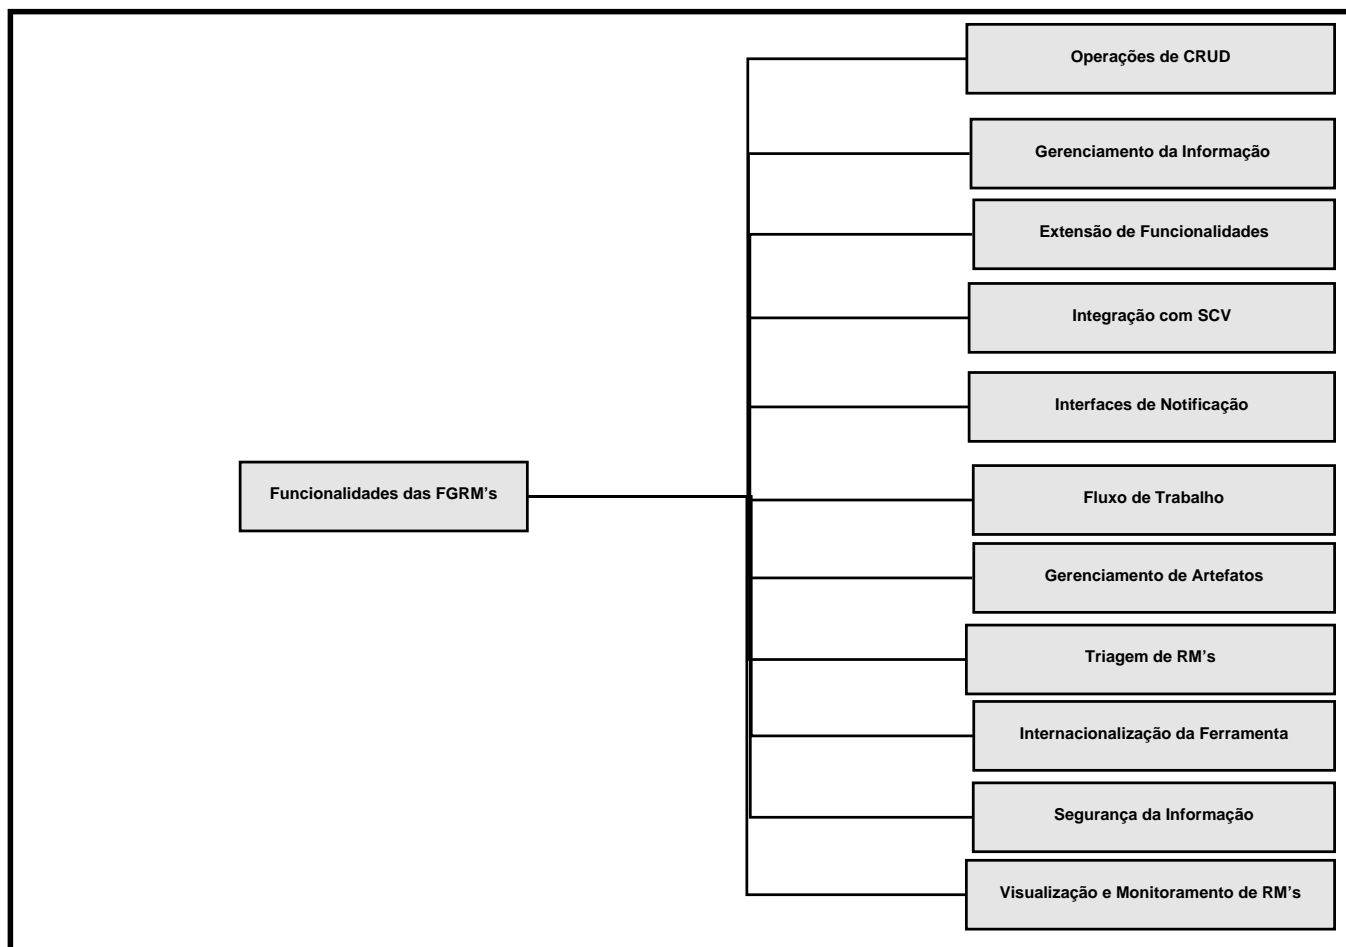 Operações de CRUD
Gerenciamento da Informação
Extensão de Funcionalidades
Integração com SCV
Interfaces de Notificação
Funcionalidades das FGRM’s
Fluxo de Trabalho
Gerenciamento de Artefatos
Triagem de RM’s
Internacionalização da Ferramenta
Segurança da Informação
Visualização e Monitoramento de RM’s